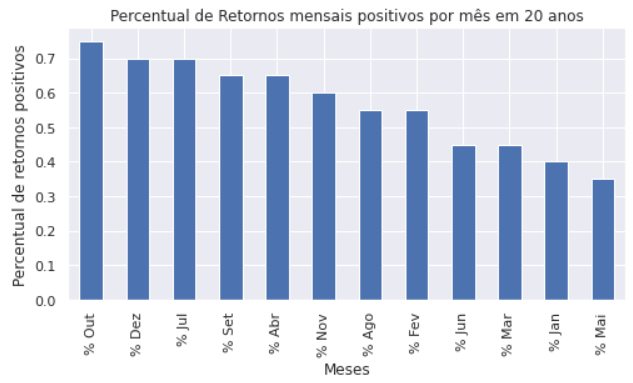 Percentual de Retornos mensais positivos por mês em 20 anos
Percentual de retornos positivos
0.7
0.6
0.5
0.4
0.3
0.2
0.1
0.0
% Out
% Dez
% Jul
% Set
% Abr
% Nov
% Ago
% Fev
% Jun
% Mar
% Jan
% Mai
Meses